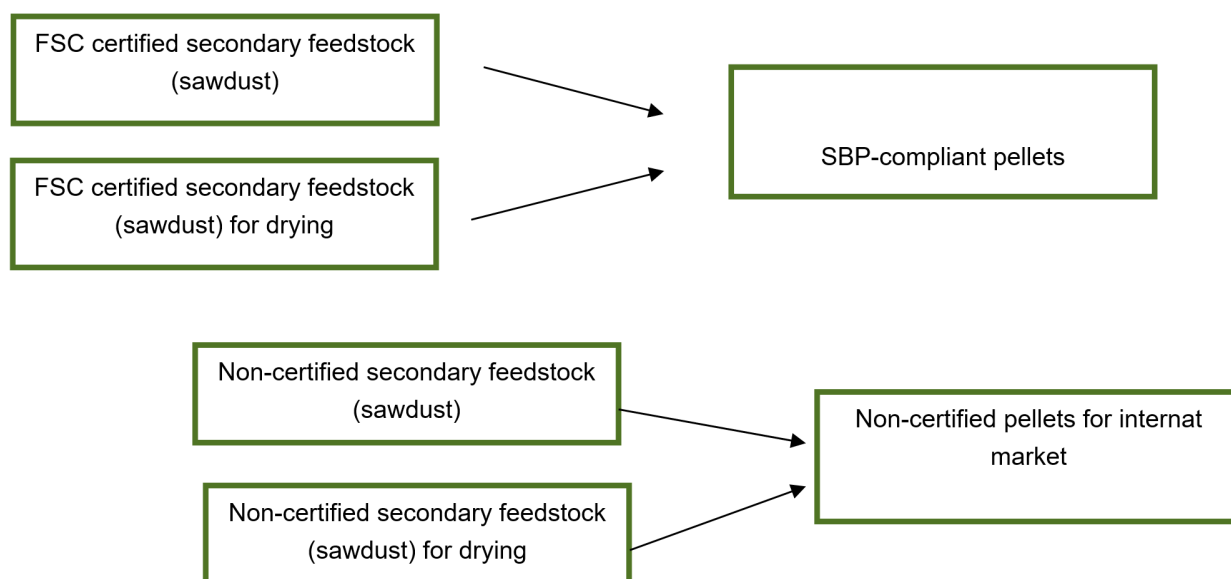 FSC certified secondary feedstock
(sawdust)
SBP-compliant pellets
FSC certified secondary feedstock
(sawdust) for drying
Non-certified secondary feedstock
(sawdust)
Non-certified pellets for internat
market
Non-certified secondary feedstock
(sawdust) for drying